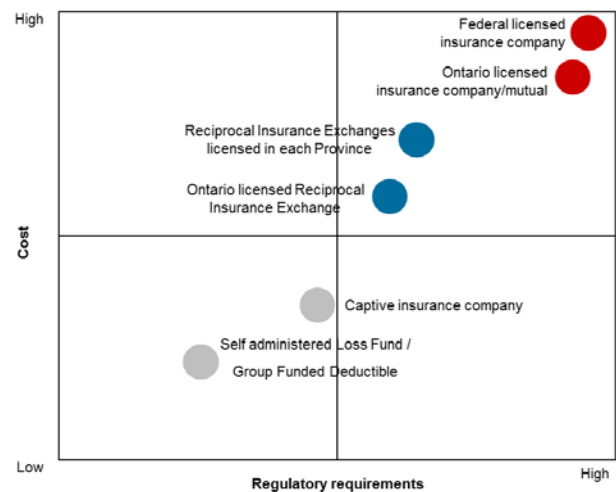 High
Federal licensed
insurance company
Ontario licensed
insurance company/mutual
Reciprocal Insurance Exchanges
licensed in each Province
Ontario licensed Reciprocal
Insurance Exchange
Cost
Captive insurance company
Self administered Loss Fund /
Group Funded Deductible
Low
High
Regulatory requirements